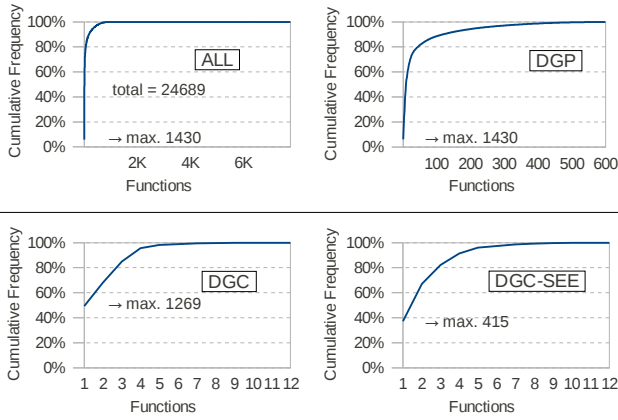 Cumulative Frequency
100%
80%
60%
40%
20%
0%
ALL
total = 24689
→ max. 1430
2K 4K 6K
Functions
Cumulative Frequency
100%
80%
60%
40%
20%
0%
DGP
→ max. 1430
100 200 300 400 500 600
Functions
Cumulative Frequency
100%
80%
60%
40%
20%
0%
DGC
→ max. 1269
1 2 3 4 5 6 7 8 9 10 11 12
Functions
Cumulative Frequency
100%
80%
60%
40%
20%
0%
DGC-SEE
→ max. 415
1 2 3 4 5 6 7 8 9 10 11 12
Functions